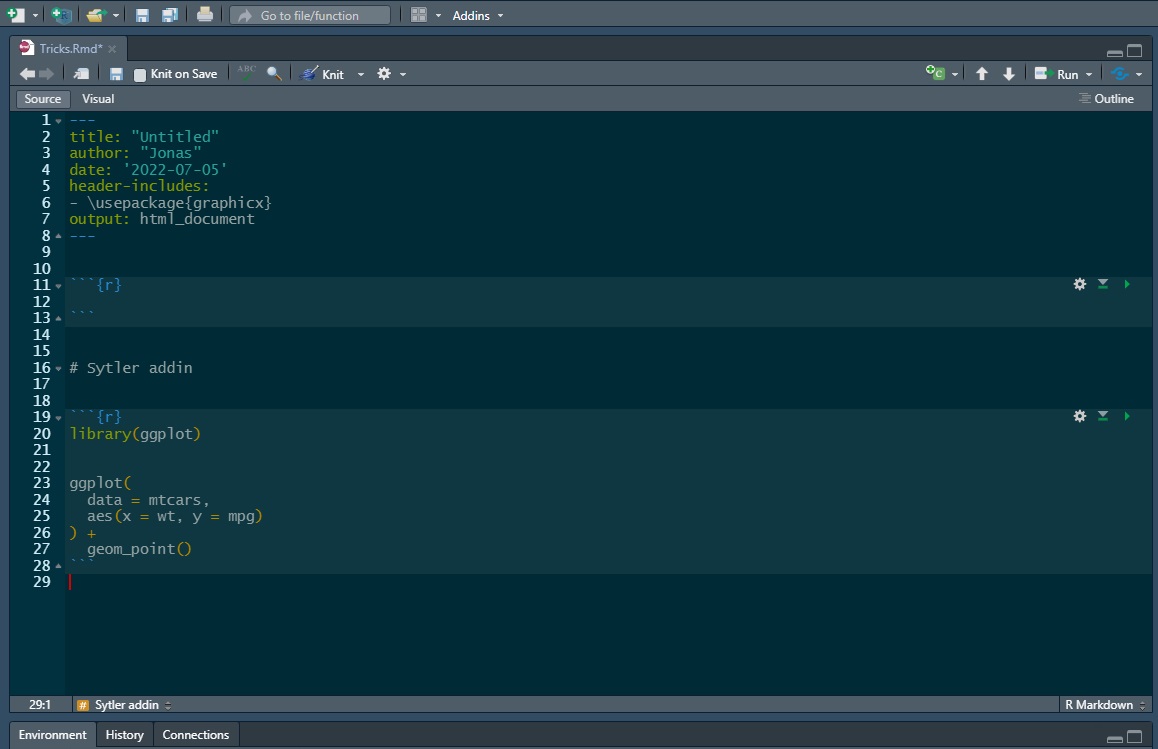 Go to file/function Addins
Tricks.Rmd*
Knit on Save ABC Knit C Run
Source Visual Outline
1 ---
2 title: "Untitled"
3 author: "Jonas"
4 date: '2022-07-05'
5 header-includes:
6 - \usepackage{graphicx}
7 output: html_document
8 ---
9
10
11 ```{r}
12
13 ```
14
15
16 # Sytler addin
17
18
19 ```{r}
20 library(ggplot)
21
22
23 ggplot(
24   data = mtcars,
25   aes(x = wt, y = mpg)
26 ) +
27   geom_point()
28 ```
29
29:1 # Sytler addin R Markdown
Environment History Connections